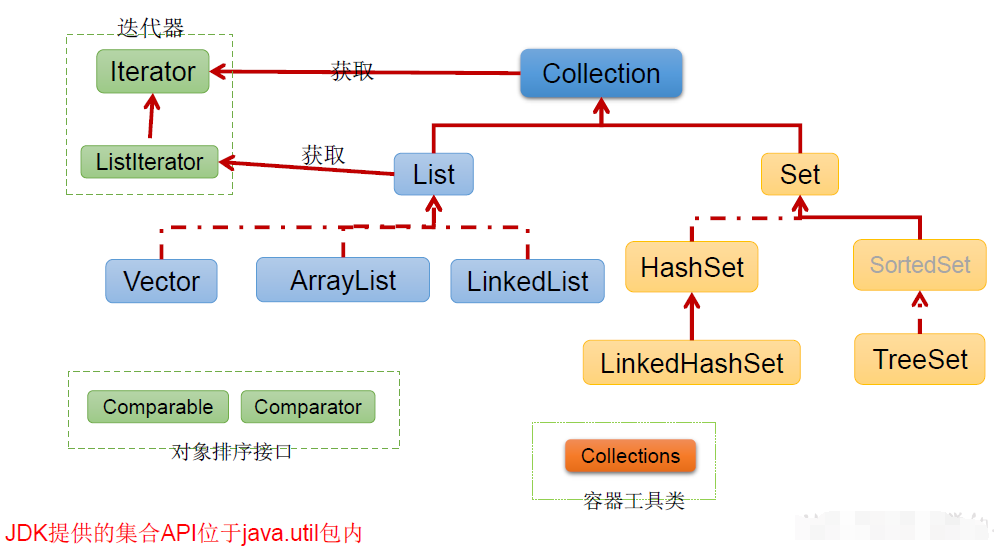 迭代器
Iterator
获取
Collection
ListIterator
获取
List
Set
Vector
ArrayList
LinkedList
HashSet
SortedSet
LinkedHashSet
TreeSet
Comparable
Comparator
对象排序接口
Collections
容器工具类
JDK提供的集合API位于java.util包内